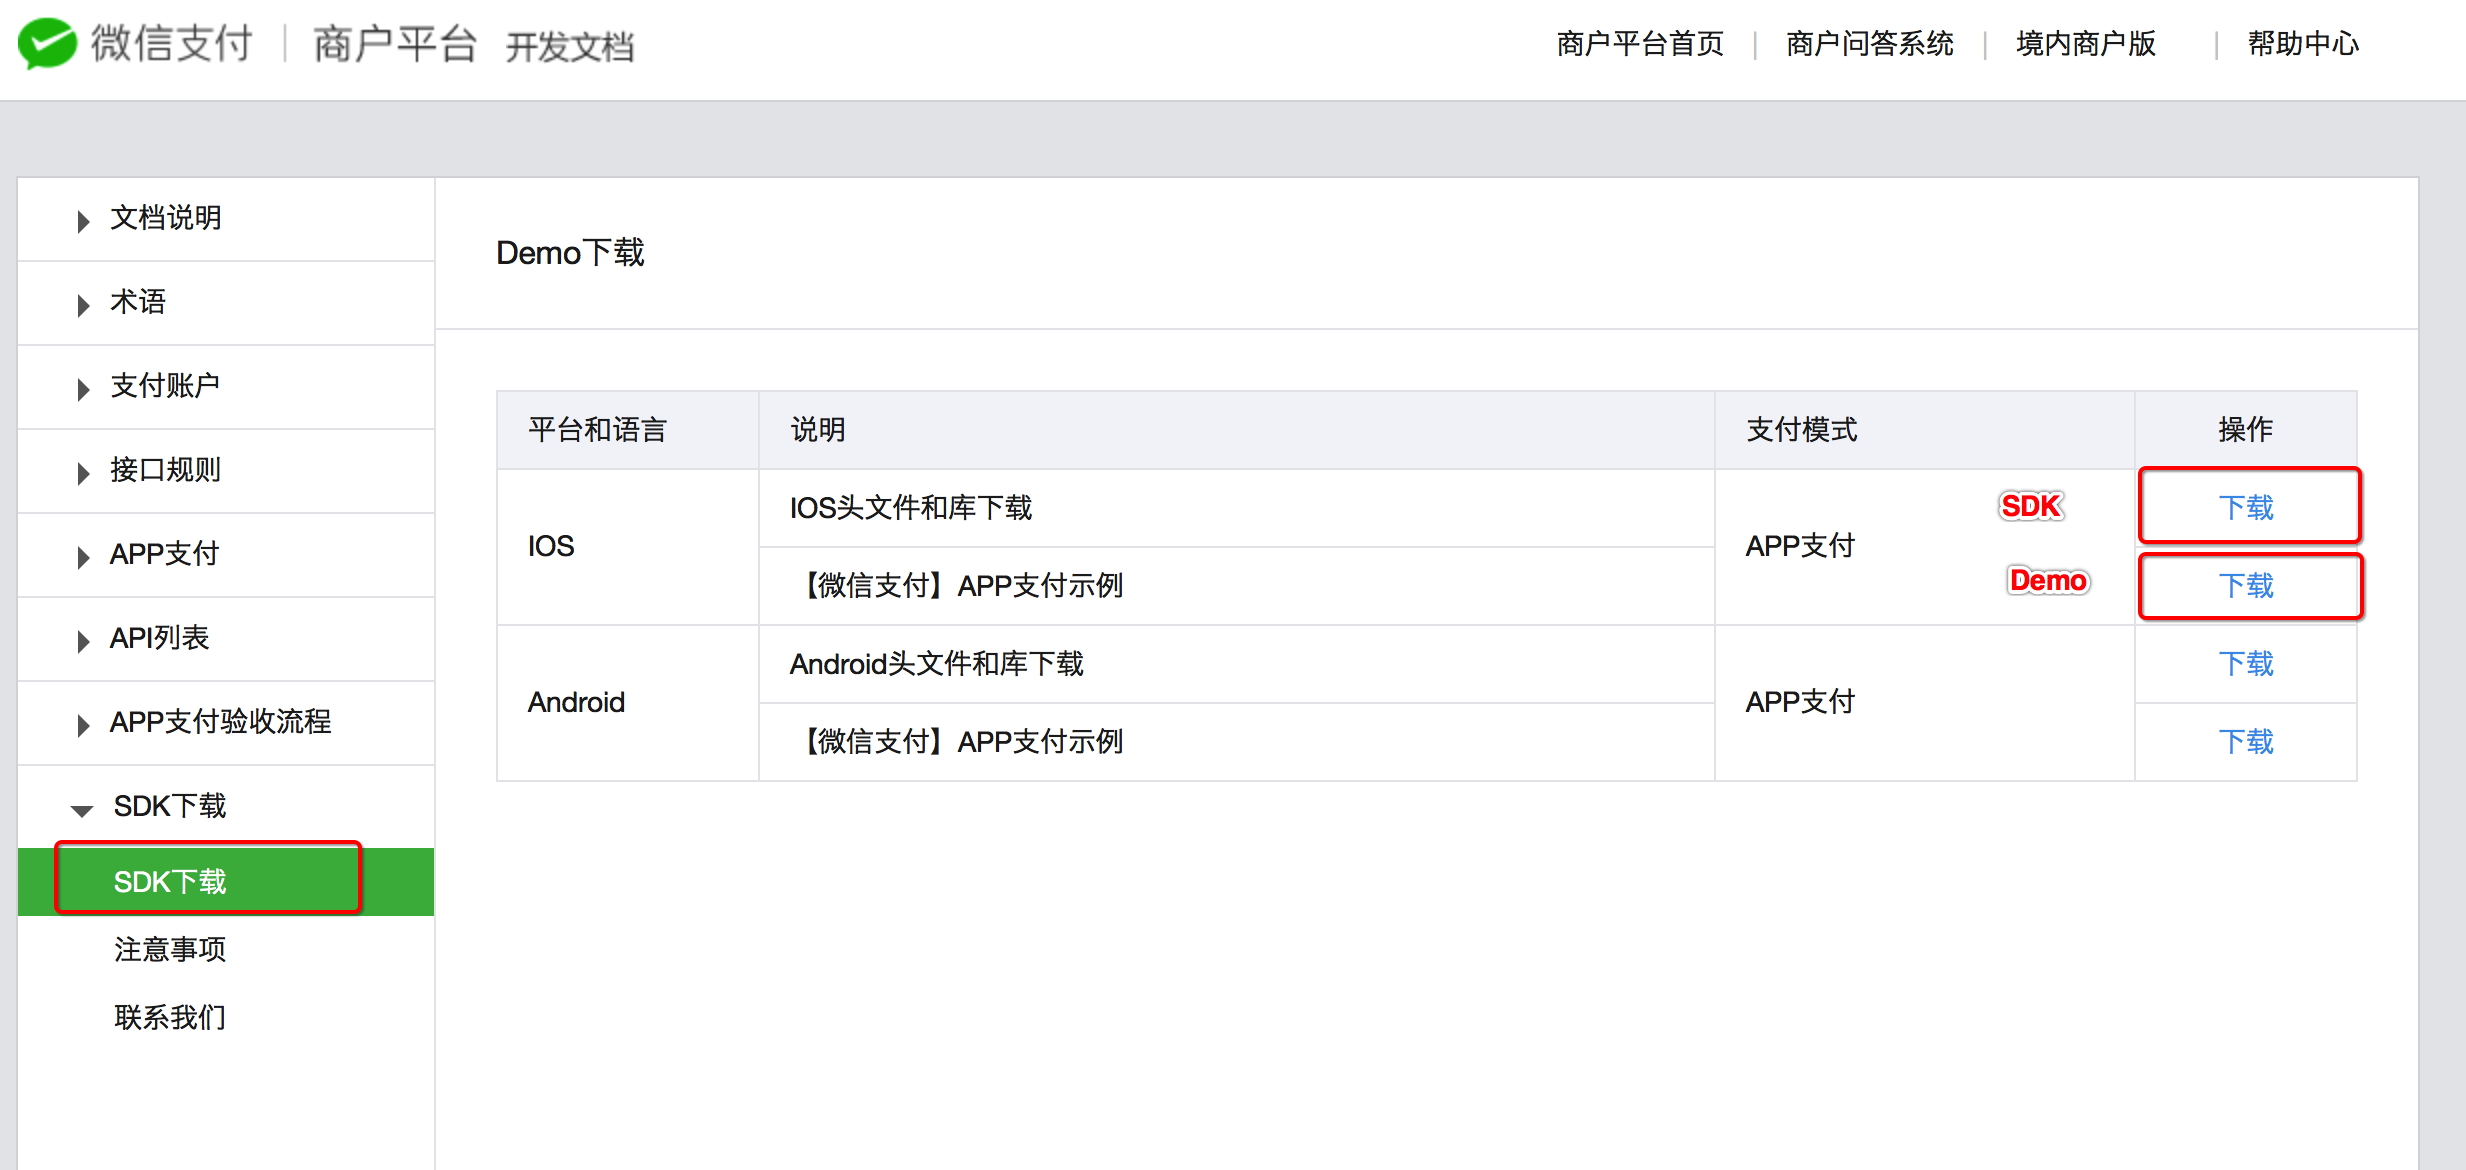 微信支付 | 商户平台 开发文档
商户平台首页 | 商户问答系统 | 境内商户版 | 帮助中心
文档说明
术语
支付账户
接口规则
APP支付
API列表
APP支付验收流程
SDK下载
SDK下载
注意事项
联系我们
Demo下载
平台和语言 说明 支付模式 操作
IOS
IOS头文件和库下载
APP支付
SDK
下载
【微信支付】APP支付示例
Demo
下载
Android
Android头文件和库下载
APP支付
下载
【微信支付】APP支付示例
下载